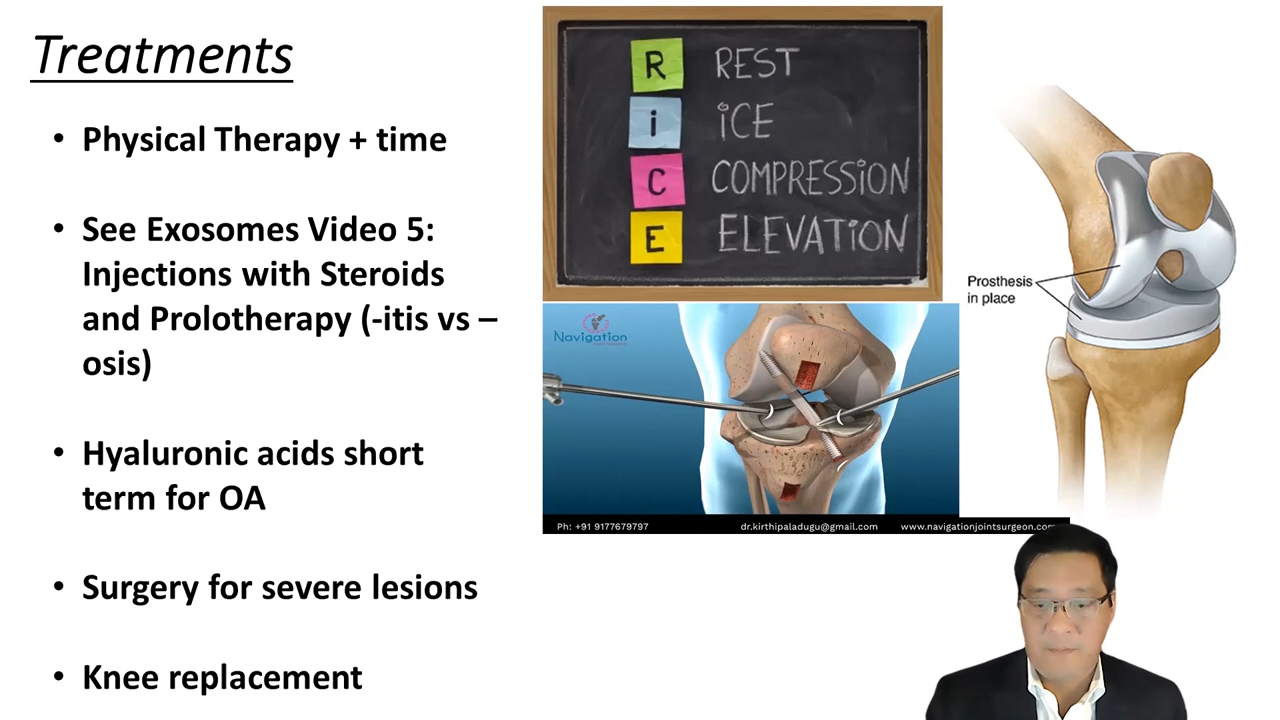 Treatments
• Physical Therapy + time
• See Exosomes Video 5:
Injections with Steroids
and Prolotherapy (-itis vs –
osis)
• Hyaluronic acids short
term for OA
• Surgery for severe lesions
• Knee replacement
R REST
i iCE
C COMPRESSiON
E ELEVATiON
Prosthesis
in place
Navigation
Ph: +91 9177679797 dr.kirthipaladugu@gmail.com www.navigationjointsurgeon.com